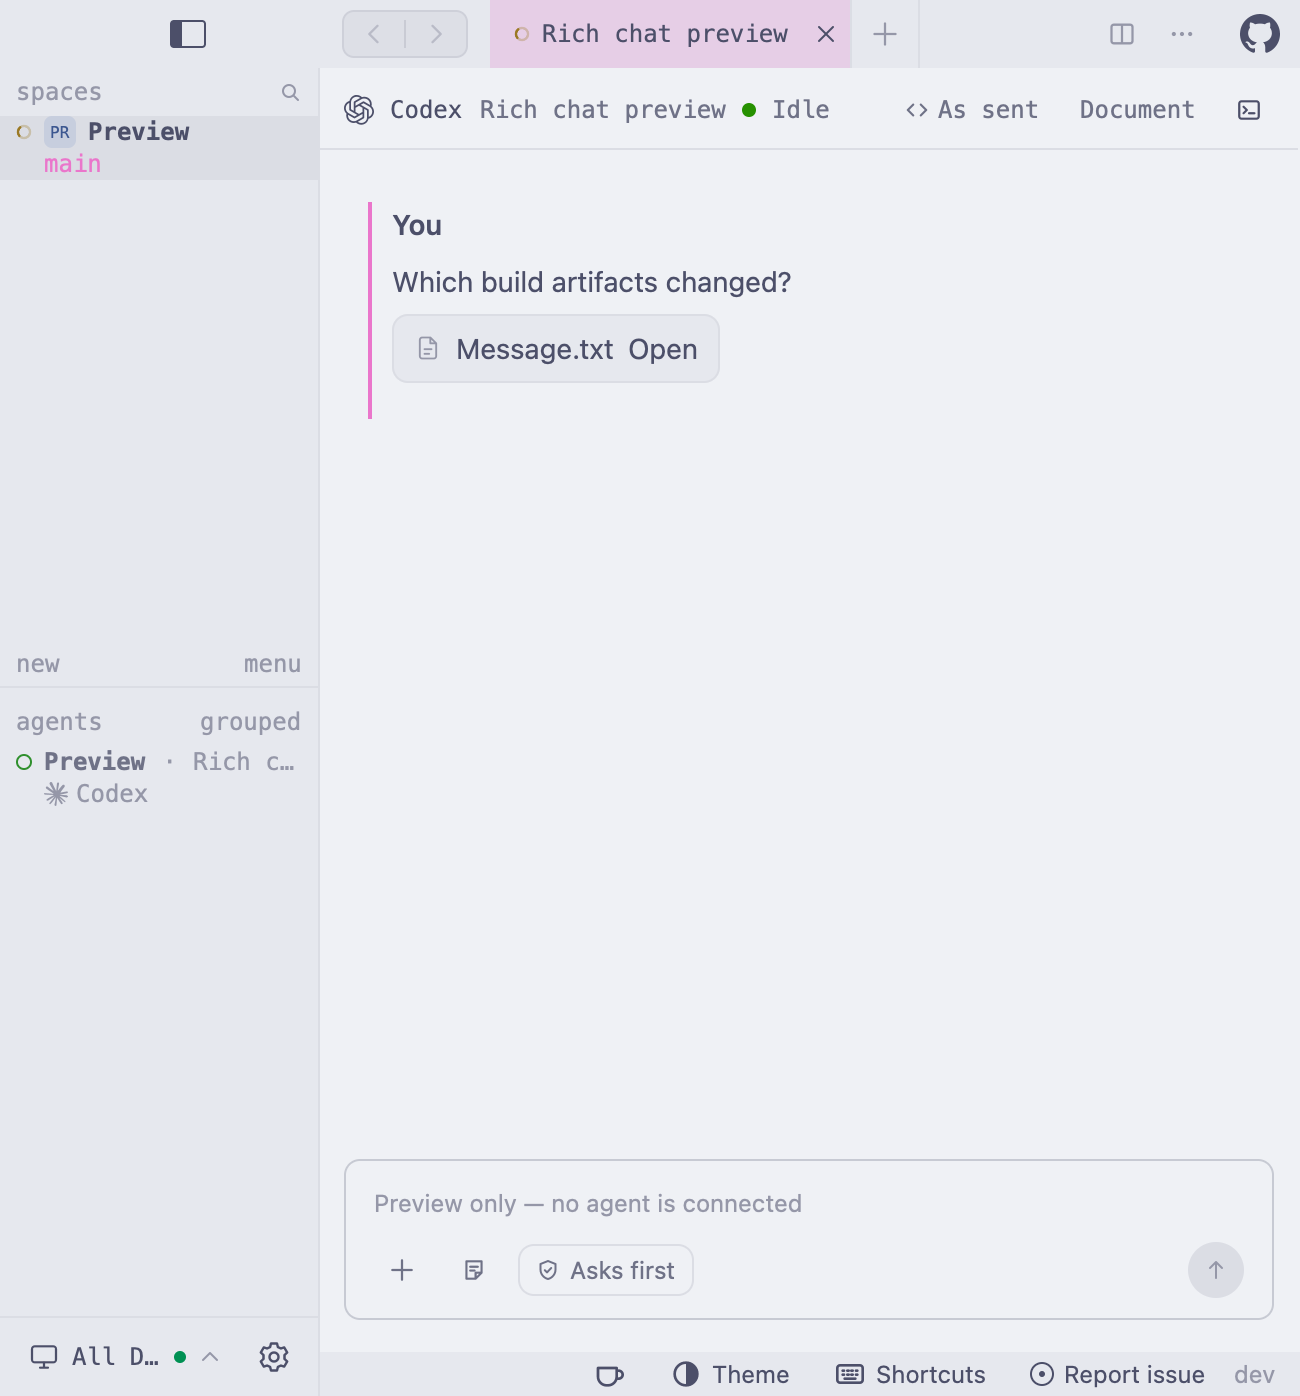 Rich chat preview
spaces
PR Preview
main
Codex Rich chat preview Idle
As sent
Document
You
Which build artifacts changed?
Message.txt Open
new
menu
agents
grouped
Preview · Rich c…
Codex
Preview only — no agent is connected
Asks first
All D…
Theme
Shortcuts
Report issue
dev